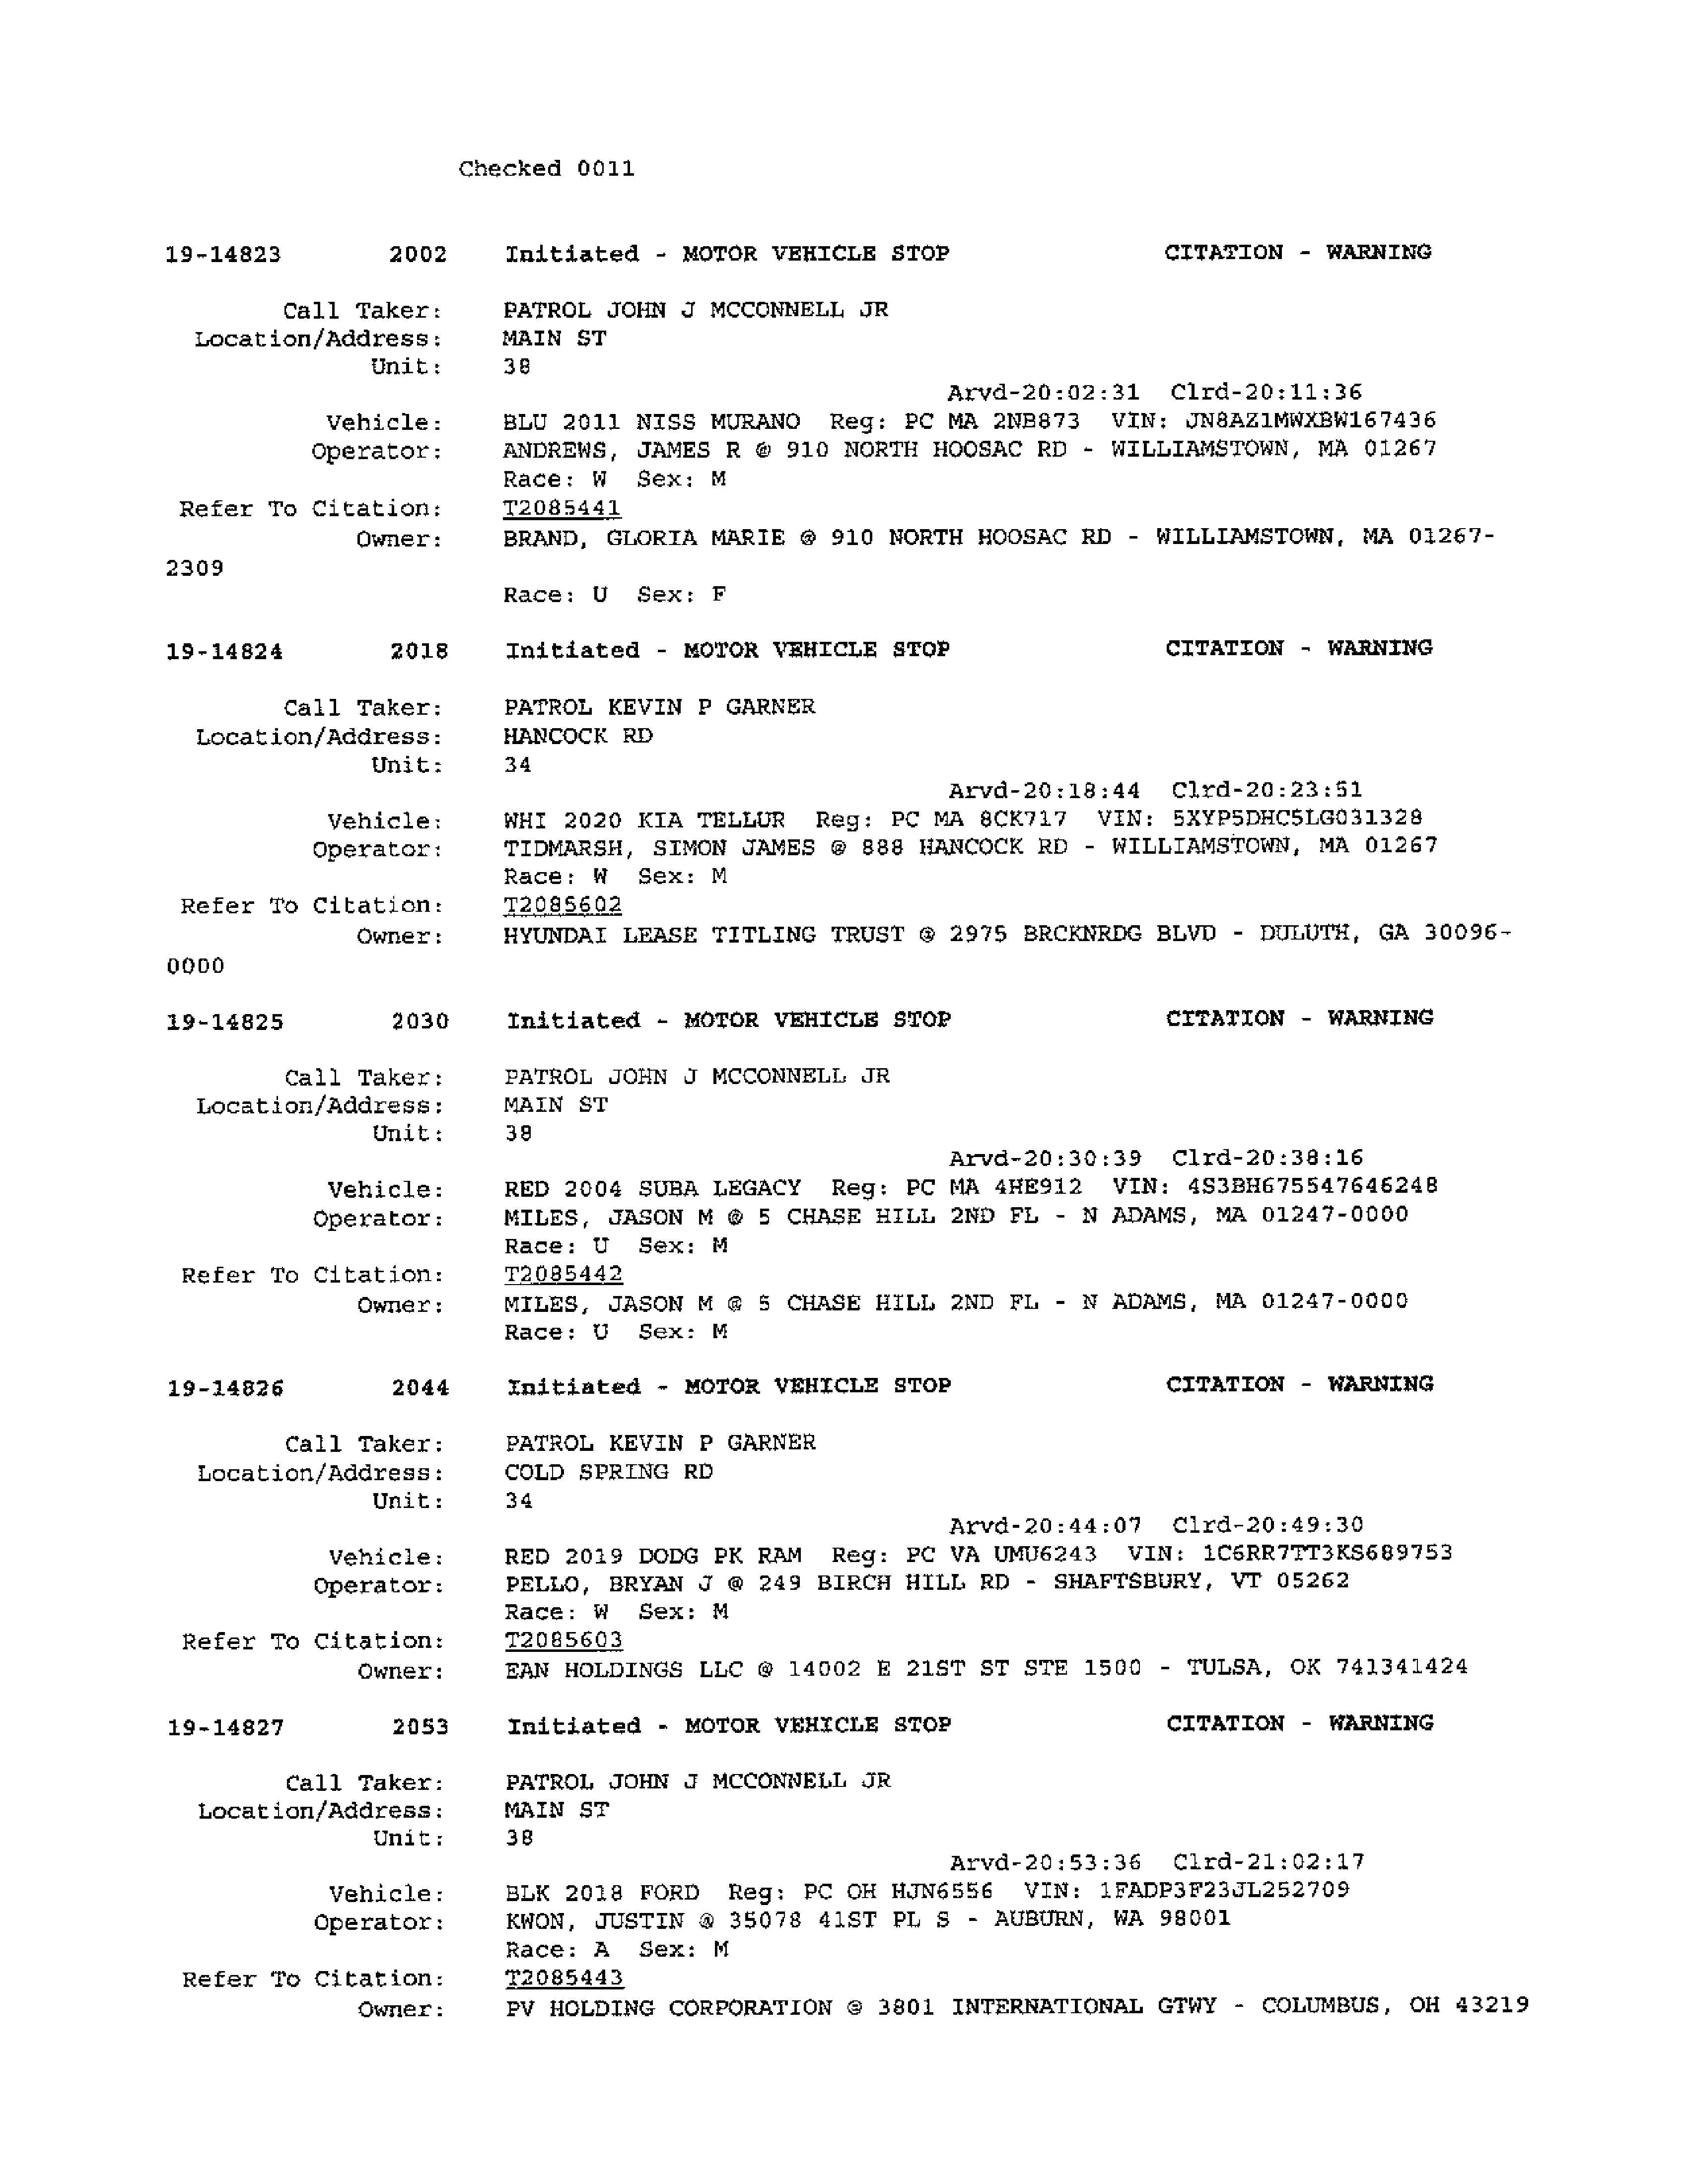 Checked 0011
19-14823 2002 Initiated - MOTOR VEHICLE STOP CITATION - WARNING
Call Taker: PATROL JOHN J MCCONNELL JR
Location/Address: MAIN ST
Unit: 38
Arvd-20:02:31 Clrd-20:11:36
Vehicle: BLU 2011 NISS MURANO Reg: PC MA 2NB873 VIN: JN8AZ1MWXBW167436
Operator: ANDREWS, JAMES R @ 910 NORTH HOOSAC RD - WILLIAMSTOWN, MA 01267
Race: W Sex: M
Refer To Citation: T2085441
Owner: BRAND, GLORIA MARIE @ 910 NORTH HOOSAC RD - WILLIAMSTOWN, MA 01267-
2309
Race: U Sex: F
19-14824 2018 Initiated - MOTOR VEHICLE STOP CITATION - WARNING
Call Taker: PATROL KEVIN P GARNER
Location/Address: HANCOCK RD
Unit: 34
Arvd-20:18:44 Clrd-20:23:51
Vehicle: WHI 2020 KIA TELLUR Reg: PC MA 8CK717 VIN: 5XYP5DHC5LG031328
Operator: TIDMARSH, SIMON JAMES @ 888 HANCOCK RD - WILLIAMSTOWN, MA 01267
Race: W Sex: M
Refer To Citation: T2085602
Owner: HYUNDAI LEASE TITLING TRUST @ 2975 BRCKNRDG BLVD - DULUTH, GA 30096-
0000
19-14825 2030 Initiated - MOTOR VEHICLE STOP CITATION - WARNING
Call Taker: PATROL JOHN J MCCONNELL JR
Location/Address: MAIN ST
Unit: 38
Arvd-20:30:39 Clrd-20:38:16
Vehicle: RED 2004 SUBA LEGACY Reg: PC MA 4HE912 VIN: 4S3BH675547646248
Operator: MILES, JASON M @ 5 CHASE HILL 2ND FL - N ADAMS, MA 01247-0000
Race: U Sex: M
Refer To Citation: T2085442
Owner: MILES, JASON M @ 5 CHASE HILL 2ND FL - N ADAMS, MA 01247-0000
Race: U Sex: M
19-14826 2044 Initiated - MOTOR VEHICLE STOP CITATION - WARNING
Call Taker: PATROL KEVIN P GARNER
Location/Address: COLD SPRING RD
Unit: 34
Arvd-20:44:07 Clrd-20:49:30
Vehicle: RED 2019 DODG PK RAM Reg: PC VA UMU6243 VIN: 1C6RR7TT3KS689753
Operator: PELLO, BRYAN J @ 249 BIRCH HILL RD - SHAFTSBURY, VT 05262
Race: W Sex: M
Refer To Citation: T2085603
Owner: EAN HOLDINGS LLC @ 14002 E 21ST ST STE 1500 - TULSA, OK 741341424
19-14827 2053 Initiated - MOTOR VEHICLE STOP CITATION - WARNING
Call Taker: PATROL JOHN J MCCONNELL JR
Location/Address: MAIN ST
Unit: 38
Arvd-20:53:36 Clrd-21:02:17
Vehicle: BLK 2018 FORD Reg: PC OH HJN6556 VIN: 1FADP3F23JL252709
Operator: KWON, JUSTIN @ 35078 41ST PL S - AUBURN, WA 98001
Race: A Sex: M
Refer To Citation: T2085443
Owner: PV HOLDING CORPORATION @ 3801 INTERNATIONAL GTWY - COLUMBUS, OH 43219